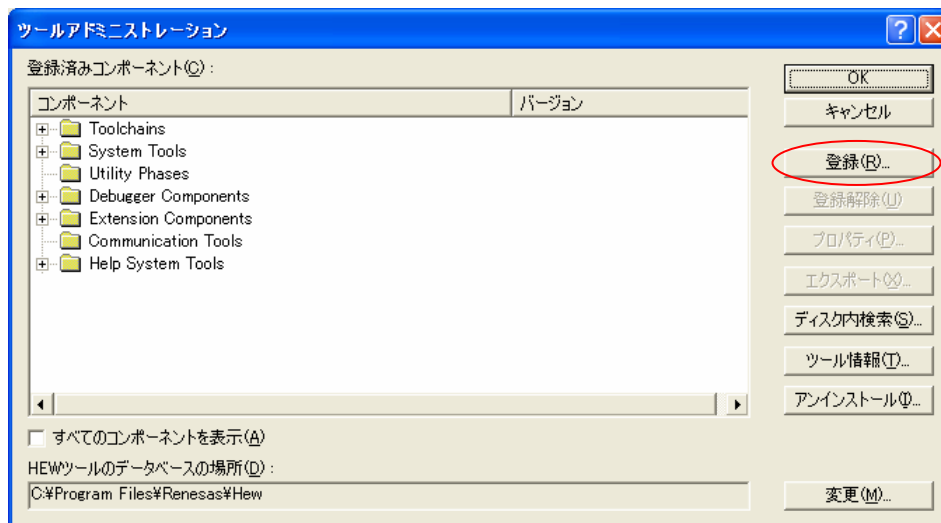 ツールアドミニストレーション
登録済みコンポーネント(C):
コンポーネント
バージョン
Toolchains
System Tools
Utility Phases
Debugger Components
Extension Components
Communication Tools
Help System Tools
すべてのコンポーネントを表示(A)
HEWツールのデータベースの場所(D):
C:¥Program Files¥Renesas¥Hew
OK
キャンセル
登録(R)...
登録解除(U)
プロパティ(P)...
エクスポート(X)...
ディスク内検索(S)...
ツール情報(T)...
アンインストール(I)...
変更(M)...